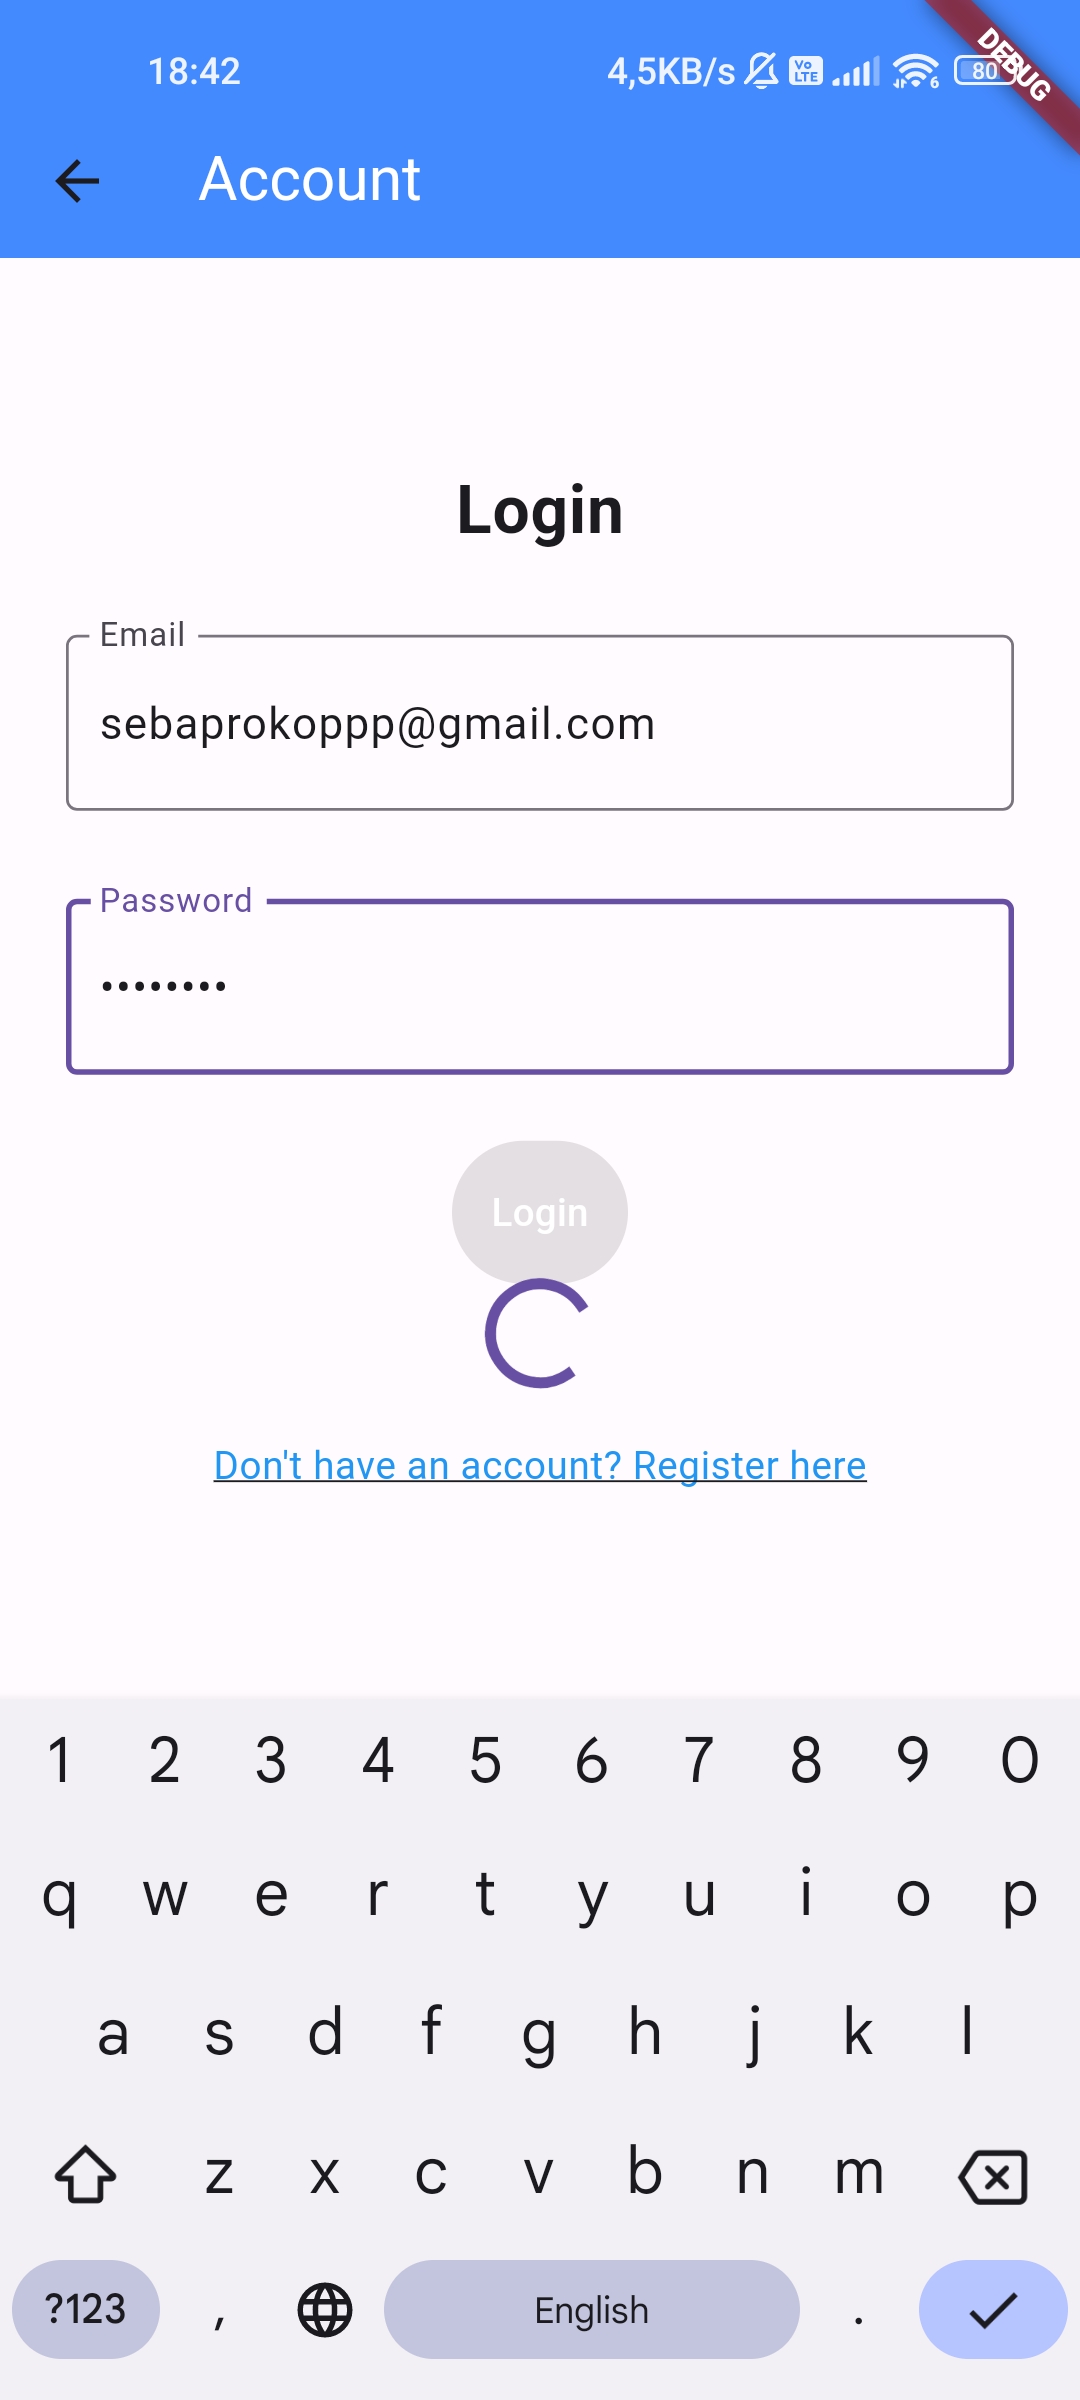 18:42 4,5KB/s Vo LTE 6 80 DEBUG
Account
Login
Email
sebaprokoppp@gmail.com
Password
••••••••
Login
Don't have an account? Register here
1 2 3 4 5 6 7 8 9 0
q w e r t y u i o p
a s d f g h j k l
z x c v b n m
?123 , English .